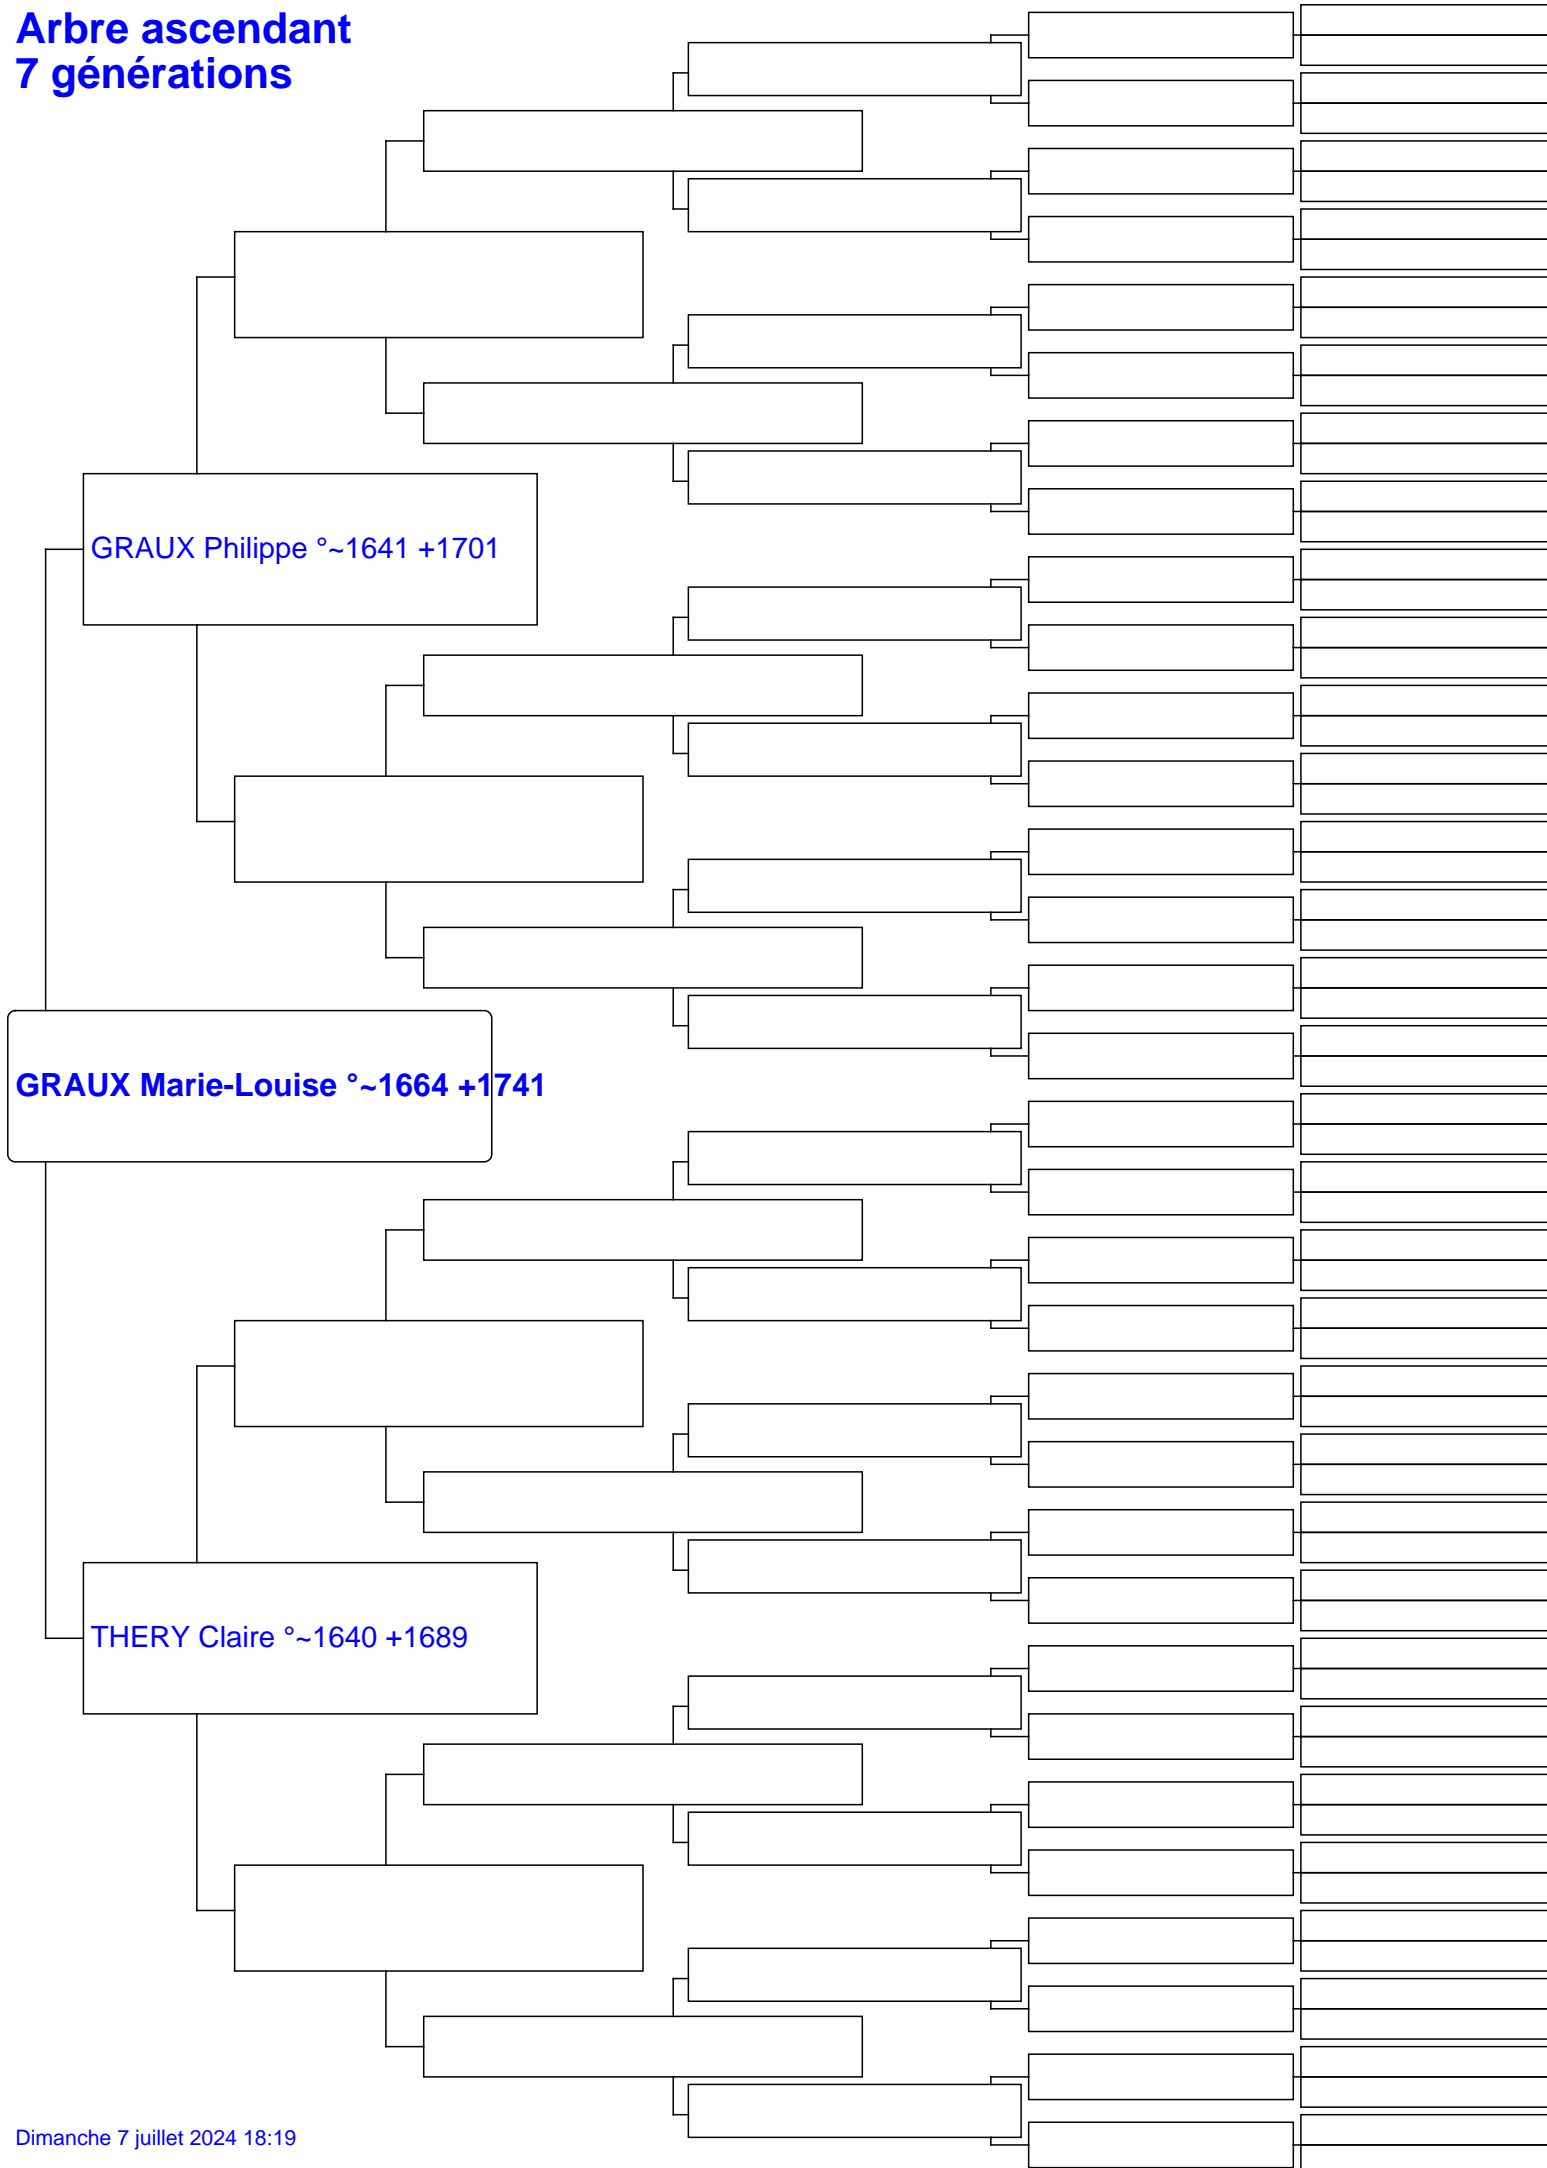 Arbre ascendant
7 générations
GRAUX Philippe °~1641 +1701
GRAUX Marie-Louise °~1664 +1741
THERY Claire °~1640 +1689
Dimanche 7 juillet 2024 18:19